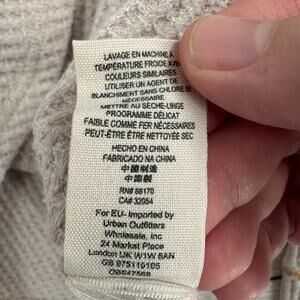 LAVAGE EN MACHINE À
TEMPÉRATURE FROIDE AVEC
COULEURS SIMILAIRES
UTILISER UN AGENT DE
BLANCHIMENT SANS CHLORE SI
NÉCESSAIRE
METTRE AU SÈCHE-LINGE
PROGRAMME DÉLICAT
FAIBLE COMME FER NÉCESSAIRES
PEUT-ÊTRE ÊTRE NETTOYÉE SEC
HECHO EN CHINA
FABRICADO NA CHINA
中國制造
中国製
RN# 66170
CA# 32054
For EU- Imported by
Urban Outfitters
Wholesale, Inc
24 Market Place
London UK W1W 8AN
GB 975110105